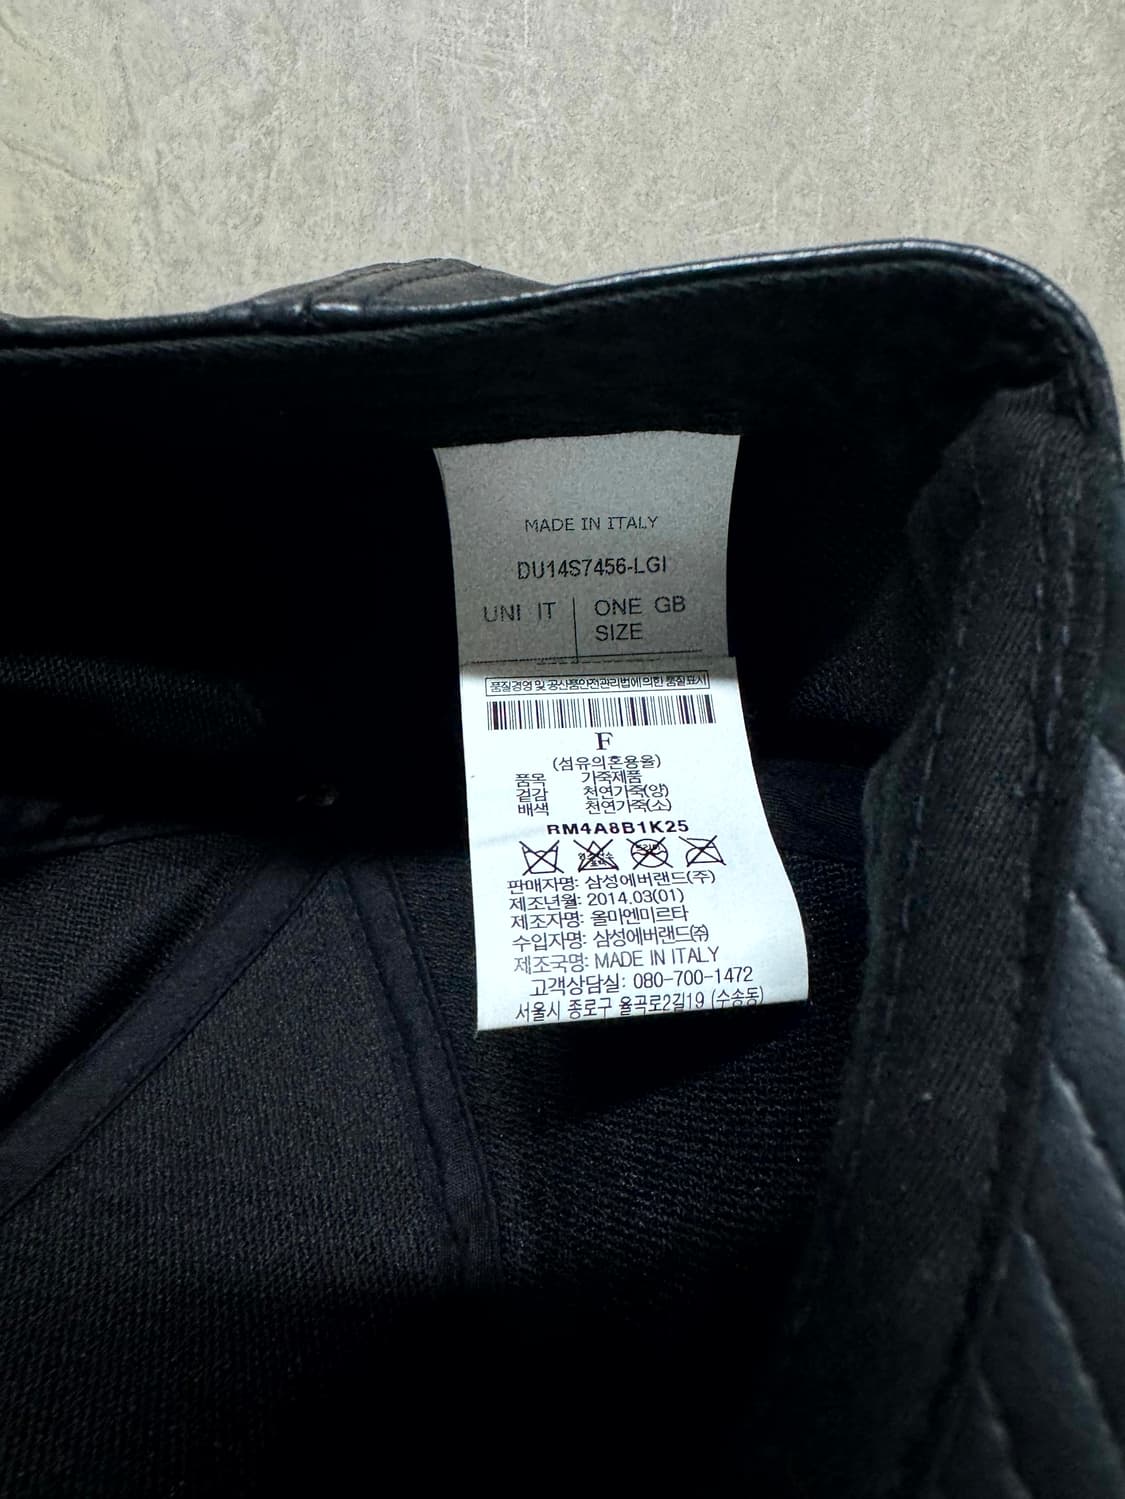 MADE IN ITALY
DU14S7456-LGI
UNI IT ONE GB
SIZE
품질경영 및 공산품안전관리법에 의한 품질표시
F
(섬유의혼용율)
품목 가죽제품
겉감 천연가죽(양)
배색 천연가죽(소)
RM4A8B1K25
판매자명: 삼성에버랜드(주)
제조년월: 2014.03(01)
제조자명: 올마엔미르타
수입자명: 삼성에버랜드㈜
제조국명: MADE IN ITALY
고객상담실: 080-700-1472
서울시 종로구 율곡로2길19 (수송동)